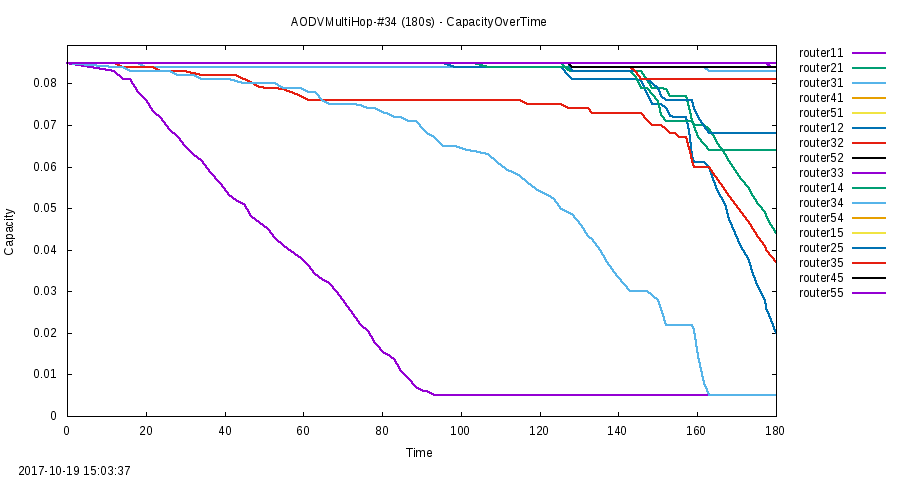 AODVMultiHop-#34 (180s) - CapacityOverTime
Capacity
0.08
0.07
0.06
0.05
0.04
0.03
0.02
0.01
0
0 20 40 60 80 100 120 140 160 180
Time
router11
router21
router31
router41
router51
router12
router32
router52
router33
router14
router34
router54
router15
router25
router35
router45
router55
2017-10-19 15:03:37